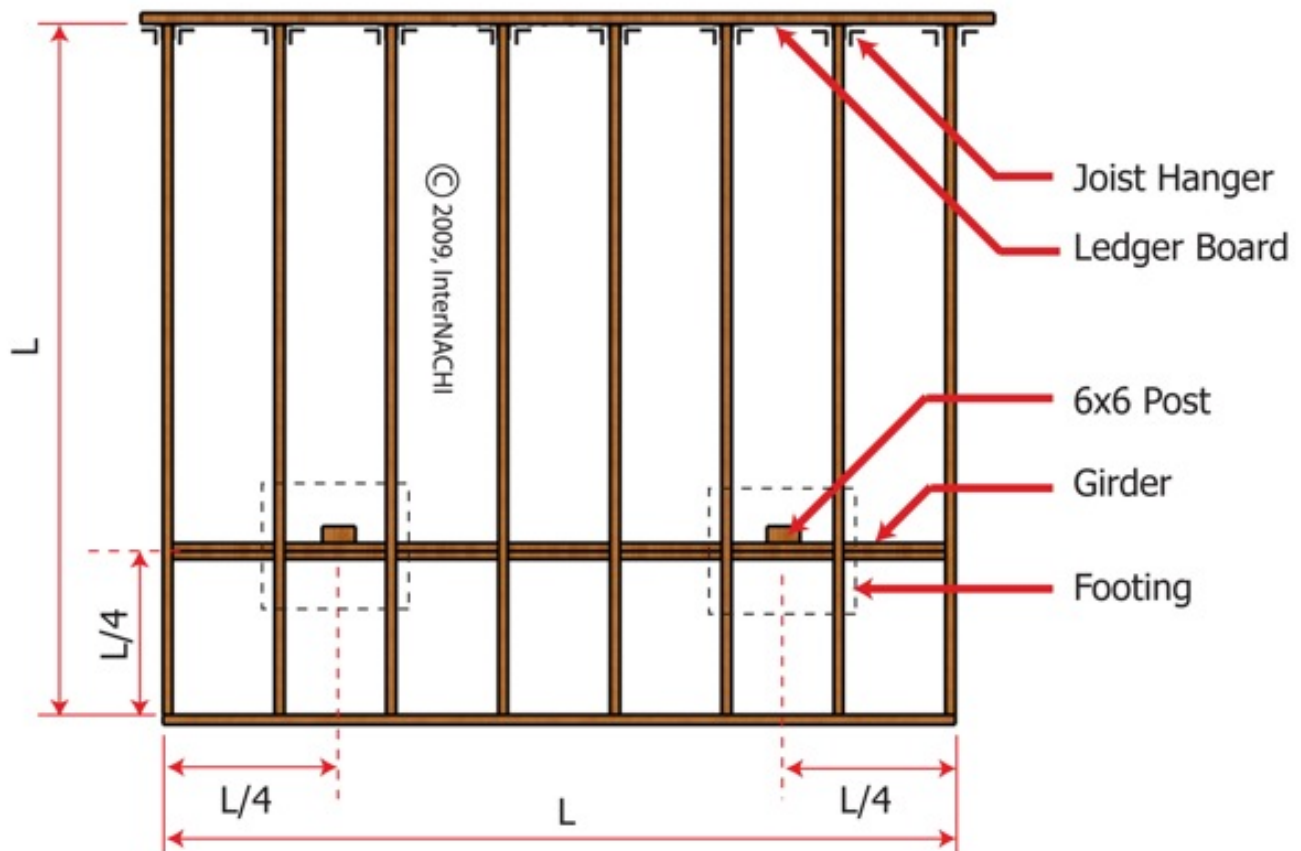 Joist Hanger
Ledger Board
© 2009, InterNACHI
L
6x6 Post
Girder
Footing
L/4
L/4
L
L/4